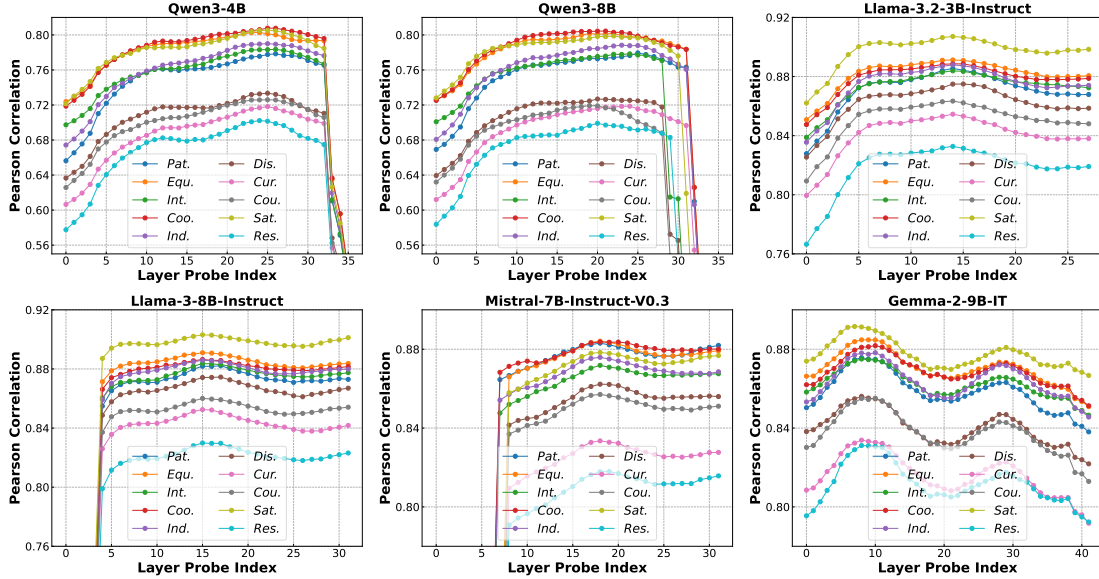 Qwen3-4B
Pearson Correlation
0.80
0.76
0.72
0.68
0.64
0.60
0.56
Pat. Dis.
Equ. Cur.
Int. Cou.
Coo. Sat.
Ind. Res.
0 5 10 15 20 25 30 35
Layer Probe Index
Qwen3-8B
Pearson Correlation
0.80
0.76
0.72
0.68
0.64
0.60
0.56
Pat. Dis.
Equ. Cur.
Int. Cou.
Coo. Sat.
Ind. Res.
0 5 10 15 20 25 30 35
Layer Probe Index
Llama-3.2-3B-Instruct
Pearson Correlation
0.92
0.88
0.84
0.80
0.76
Pat. Dis.
Equ. Cur.
Int. Cou.
Coo. Sat.
Ind. Res.
0 5 10 15 20 25
Layer Probe Index
Llama-3-8B-Instruct
Pearson Correlation
0.92
0.88
0.84
0.80
0.76
Pat. Dis.
Equ. Cur.
Int. Cou.
Coo. Sat.
Ind. Res.
0 5 10 15 20 25 30
Layer Probe Index
Mistral-7B-Instruct-V0.3
Pearson Correlation
0.88
0.84
0.80
Pat. Dis.
Equ. Cur.
Int. Cou.
Coo. Sat.
Ind. Res.
0 5 10 15 20 25 30
Layer Probe Index
Gemma-2-9B-IT
Pearson Correlation
0.88
0.84
0.80
Pat. Dis.
Equ. Cur.
Int. Cou.
Coo. Sat.
Ind. Res.
0 10 20 30 40
Layer Probe Index